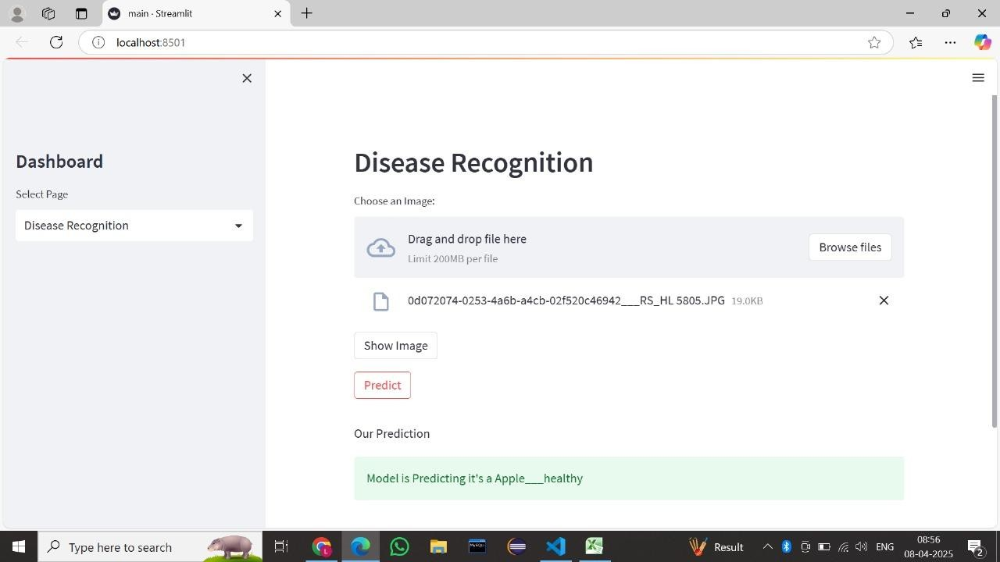 main - Streamlit
localhost:8501
Dashboard
Select Page
Disease Recognition
Disease Recognition
Choose an Image:
Drag and drop file here
Limit 200MB per file
Browse files
0d072074-0253-4a6b-a4cb-02f520c46942___RS_HL 5805.JPG 19.0KB
Show Image
Predict
Our Prediction
Model is Predicting it's a Apple___healthy
Type here to search
L
MySQL
Result
ENG
08:56
08-04-2025
2